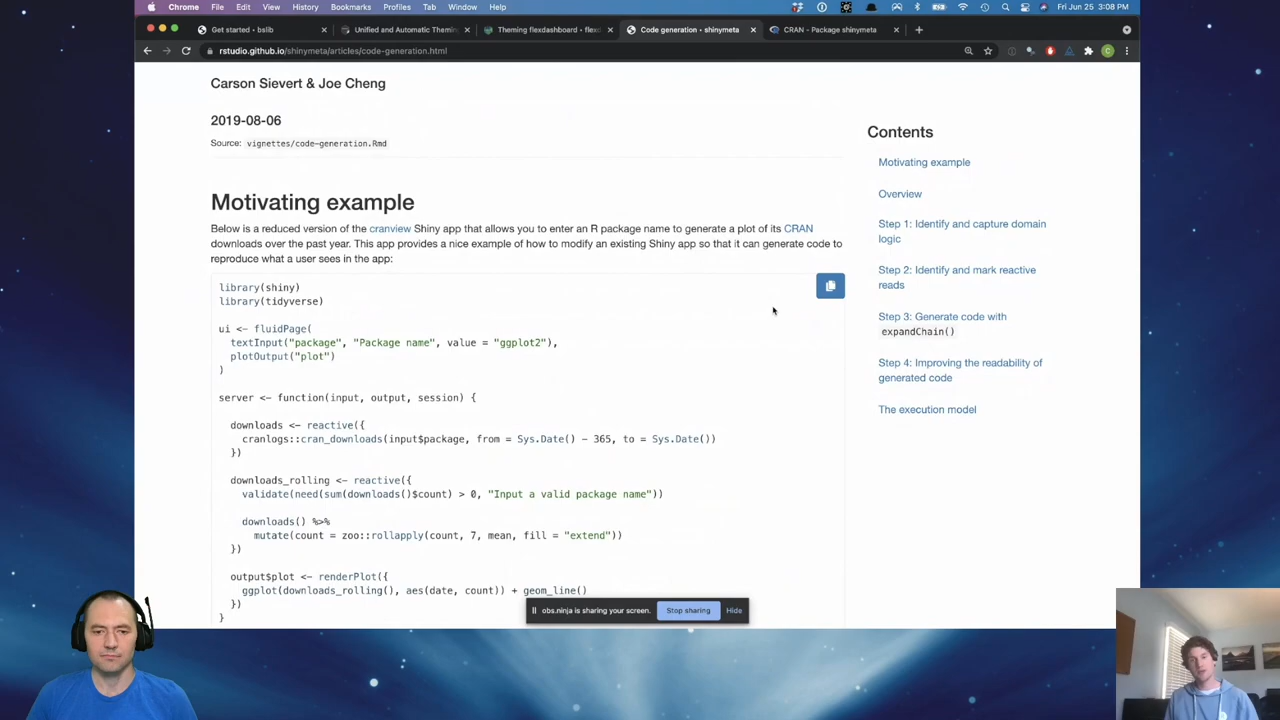 Chrome File Edit View History Bookmarks Profiles Tab Window Help Fri Jun 25 3:08 PM
Get started • bslib Unified and Automatic Theming Theming flexdashboard • flexd Code generation • shinymeta CRAN - Package shinymeta
rstudio.github.io/shinymeta/articles/code-generation.html
Carson Sievert & Joe Cheng
2019-08-06
Source: vignettes/code-generation.Rmd
Motivating example
Below is a reduced version of the cranview Shiny app that allows you to enter an R package name to generate a plot of its CRAN
downloads over the past year. This app provides a nice example of how to modify an existing Shiny app so that it can generate code to
reproduce what a user sees in the app:
library(shiny)
library(tidyverse)
ui <- fluidPage(
  textInput("package", "Package name", value = "ggplot2"),
  plotOutput("plot")
)
server <- function(input, output, session) {
  downloads <- reactive({
    cranlogs::cran_downloads(input$package, from = Sys.Date() - 365, to = Sys.Date())
  })
  downloads_rolling <- reactive({
    validate(need(sum(downloads()$count) > 0, "Input a valid package name"))
    downloads() %>%
      mutate(count = zoo::rollapply(count, 7, mean, fill = "extend"))
  })
  output$plot <- renderPlot({
    ggplot(downloads_rolling(), aes(date, count)) + geom_line()
  })
}
Contents
Motivating example
Overview
Step 1: Identify and capture domain
logic
Step 2: Identify and mark reactive
reads
Step 3: Generate code with
expandChain()
Step 4: Improving the readability of
generated code
The execution model
obs.ninja is sharing your screen. Stop sharing Hide